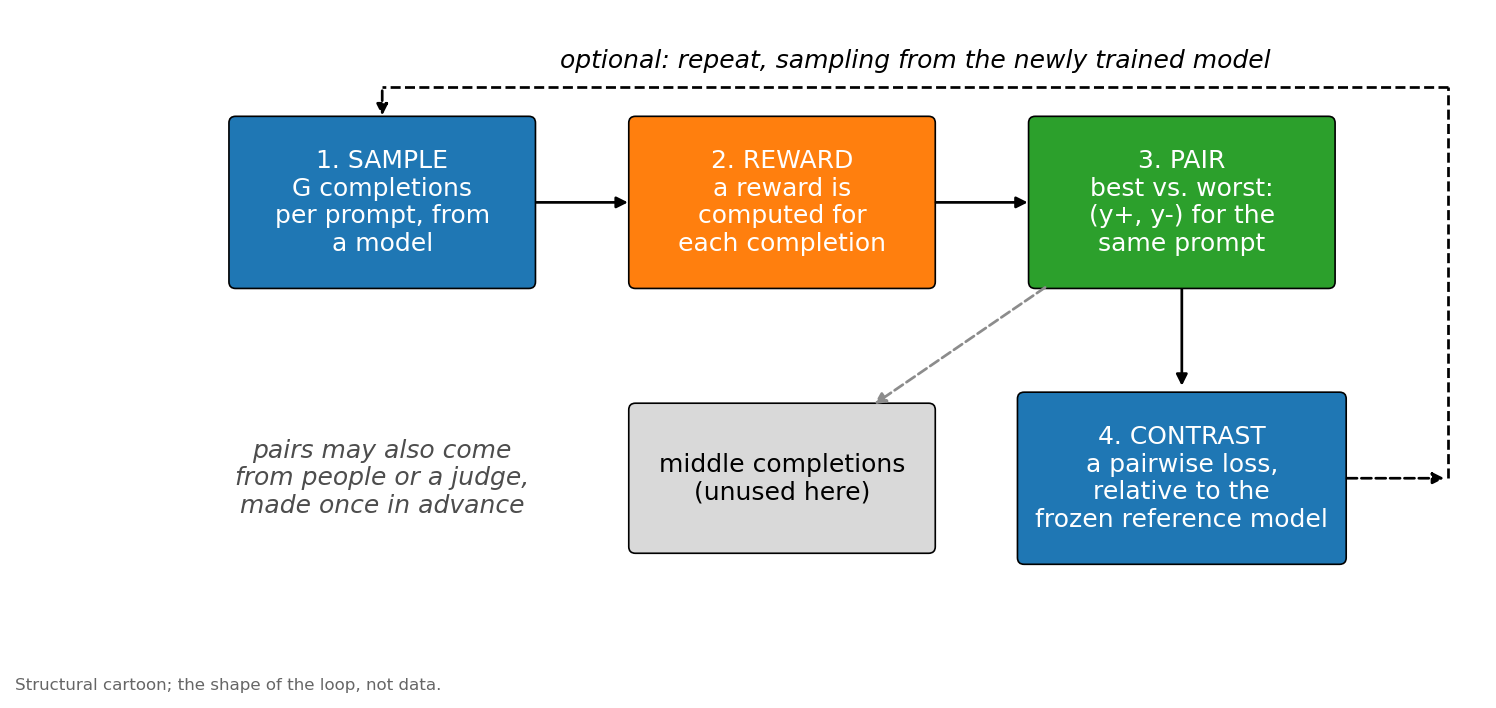 optional: repeat, sampling from the newly trained model
1. SAMPLE
G completions
per prompt, from
a model
2. REWARD
a reward is
computed for
each completion
3. PAIR
best vs. worst:
(y+, y-) for the
same prompt
pairs may also come
from people or a judge,
made once in advance
middle completions
(unused here)
4. CONTRAST
a pairwise loss,
relative to the
frozen reference model
Structural cartoon; the shape of the loop, not data.